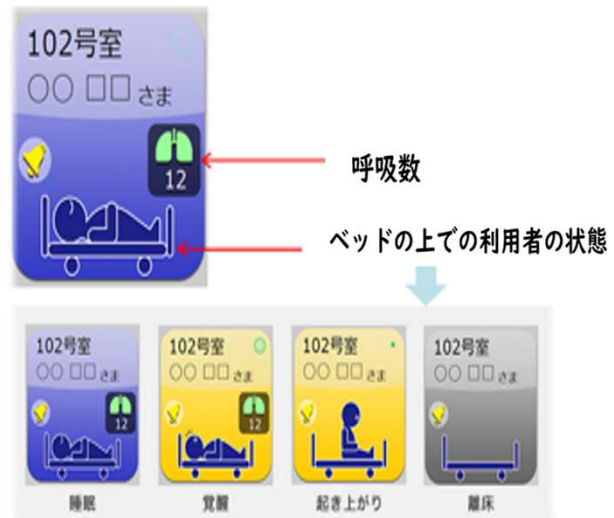 102号室
○○ □□ さま
12
呼吸数
ベッドの上での利用者の状態
102号室
○○ □□ さま
12
102号室
○○ □□ さま
12
102号室
○○ □□ さま
102号室
○○ □□ さま
睡眠
覚醒
起き上がり
離床